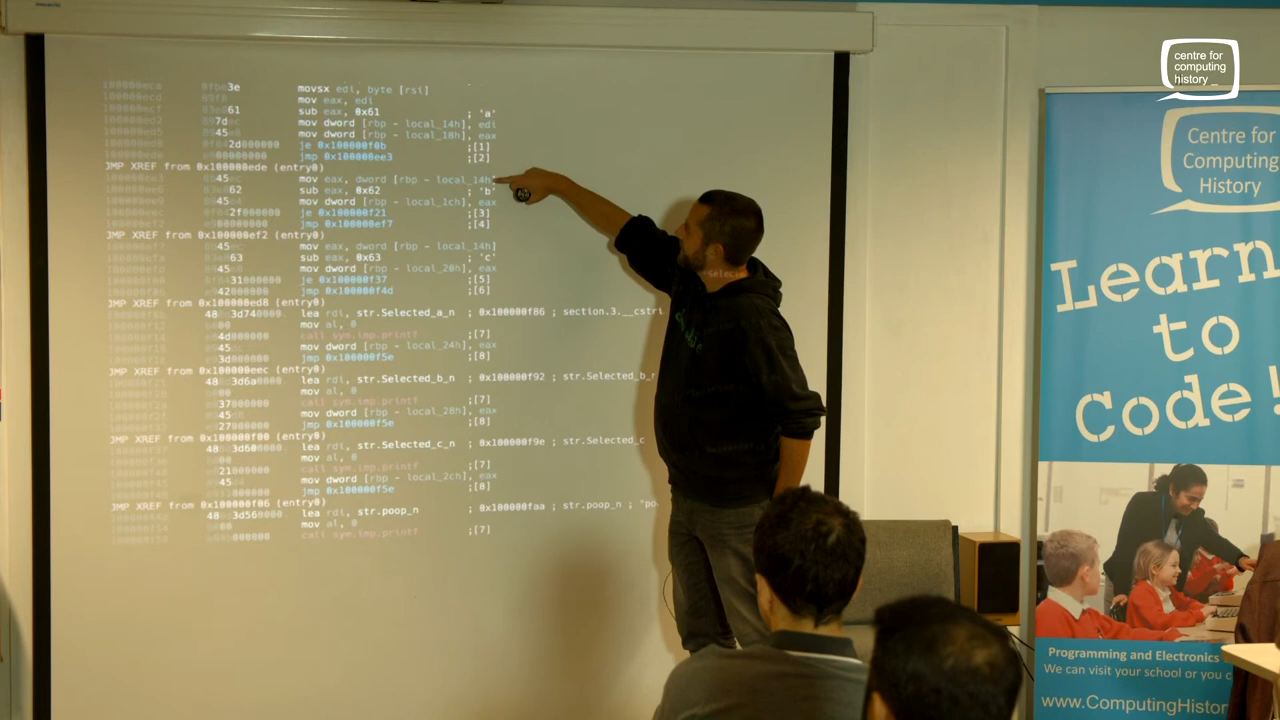 movsx edi, byte [rsi]
mov eax, edi
sub eax, 0x61 ; 'a'
mov dword [rbp - local_14h], edi
mov dword [rbp - local_18h], eax
je 0x100000f0b ;[1]
jmp 0x100000ee3 ;[2]
JMP XREF from 0x100000ede (entry0)
mov eax, dword [rbp - local_14h]
sub eax, 0x62 ; 'b'
mov dword [rbp - local_1ch], eax
je 0x100000f21 ;[3]
jmp 0x100000ef7 ;[4]
JMP XREF from 0x100000ef2 (entry0)
mov eax, dword [rbp - local_14h]
sub eax, 0x63 ; 'c'
mov dword [rbp - local_20h], eax
je 0x100000f37 ;[5]
jmp 0x100000f4d ;[6]
JMP XREF from 0x100000ed8 (entry0)
lea rdi, str.Selected_a_n ; 0x100000f86 ; section.3.__cstri
mov al, 0
call sym.imp.printf ;[7]
mov dword [rbp - local_24h], eax
jmp 0x100000f5e ;[8]
JMP XREF from 0x100000eec (entry0)
lea rdi, str.Selected_b_n ; 0x100000f92 ; str.Selected_b_n
mov al, 0
call sym.imp.printf ;[7]
mov dword [rbp - local_28h], eax
jmp 0x100000f5e ;[8]
JMP XREF from 0x100000f00 (entry0)
lea rdi, str.Selected_c_n ; 0x100000f9e ; str.Selected_c
mov al, 0
call sym.imp.printf ;[7]
mov dword [rbp - local_2ch], eax
jmp 0x100000f5e ;[8]
JMP XREF from 0x100000f06 (entry0)
lea rdi, str.poop_n ; 0x100000faa ; str.poop_n ; "po
mov al, 0
call sym.imp.printf ;[7]
centre for
computing
history _
Centre for
Computing
History
Learn
to
Code!
Programming and Electronics
We can visit your school or you c
www.ComputingHistor